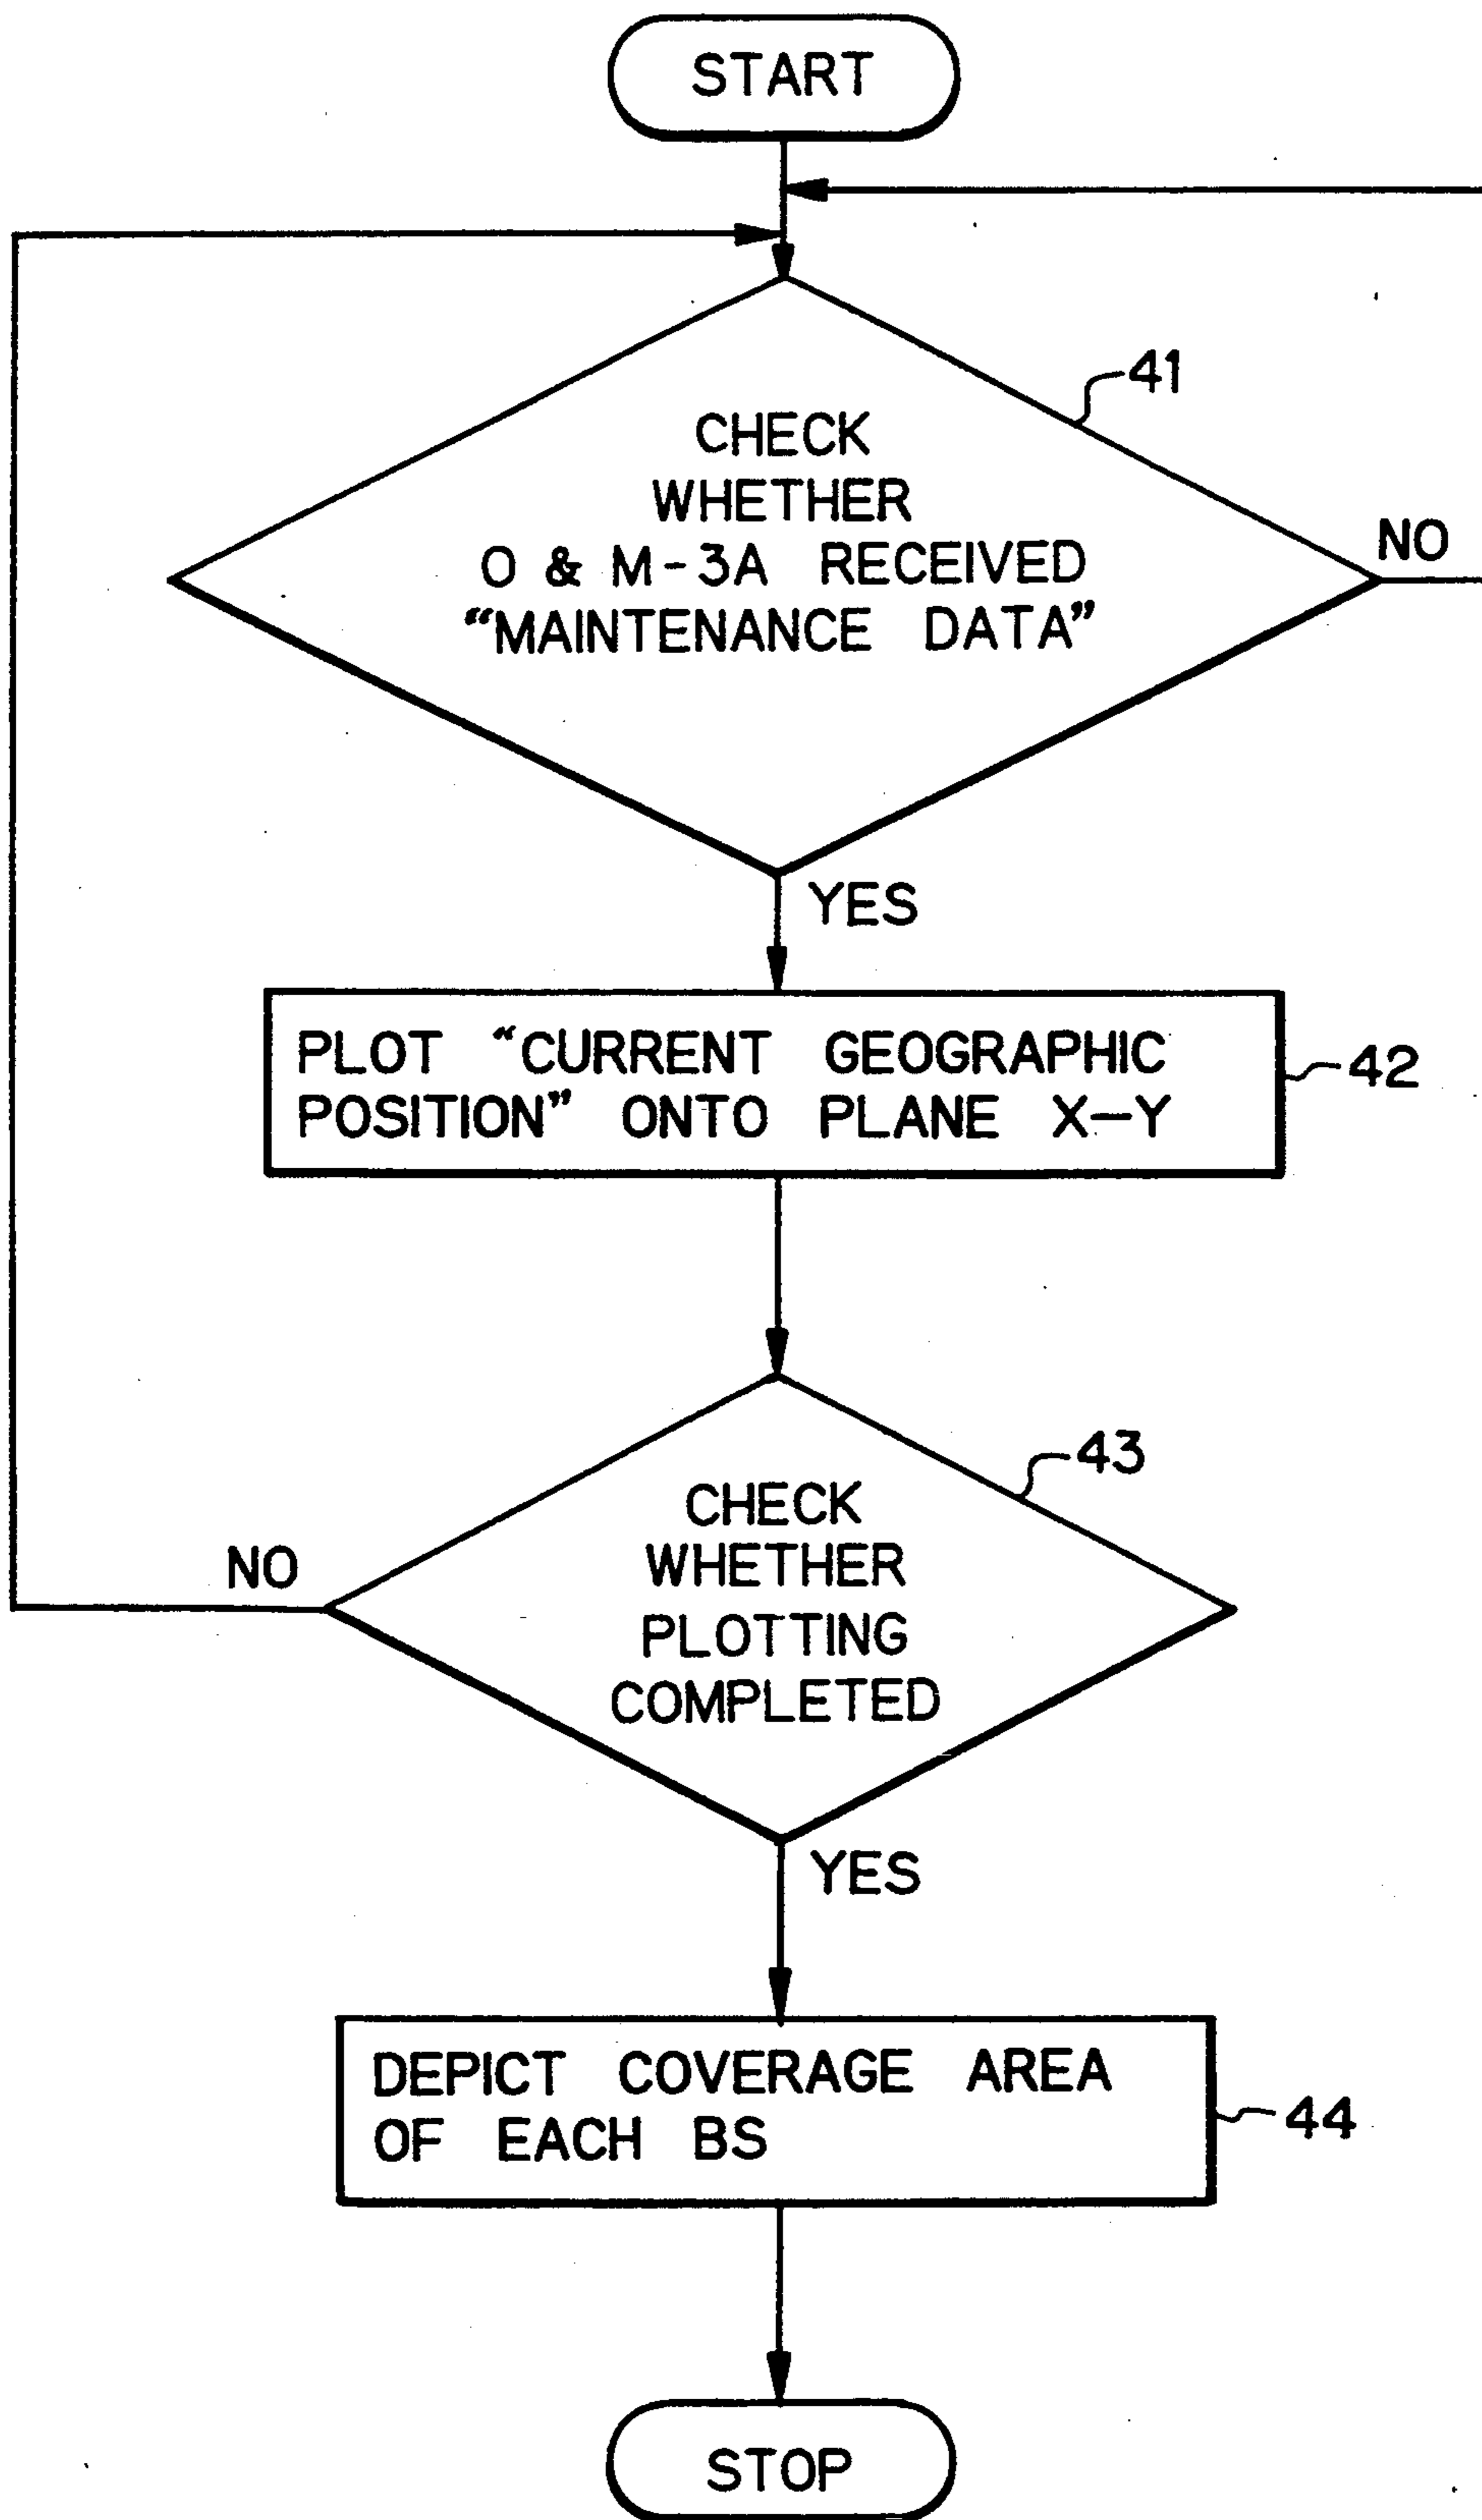 START
41
CHECK
WHETHER
O & M-3A RECEIVED
“MAINTENANCE DATA”
NO
YES
PLOT “CURRENT GEOGRAPHIC
POSITION” ONTO PLANE X-Y
42
43
CHECK
WHETHER
PLOTTING
COMPLETED
NO
YES
DEPICT COVERAGE AREA
OF EACH BS
44
STOP